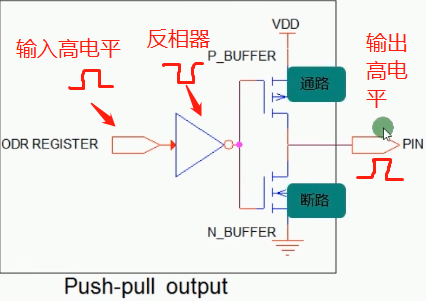 VDD
输入高电平
反相器
P_BUFFER
输出
高电
平
通路
ODR REGISTER
PIN
断路
N_BUFFER
Push-pull output